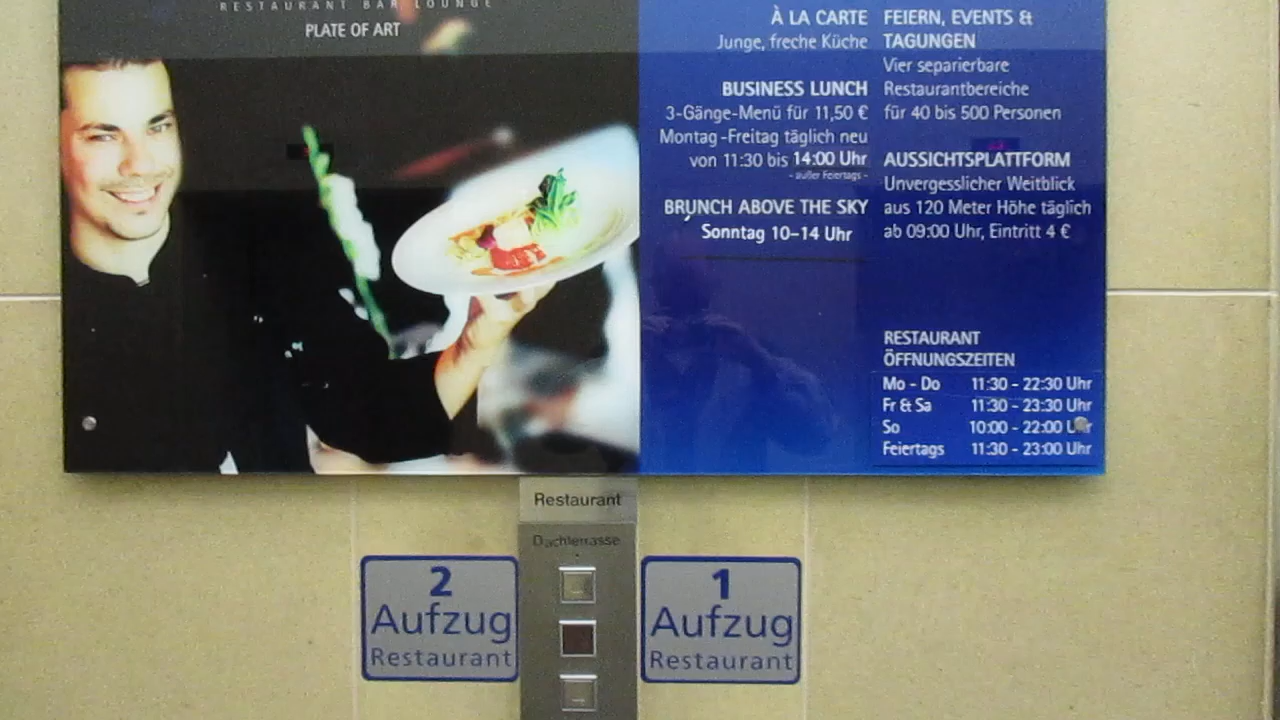 RESTAURANT BAR LOUNGE
PLATE OF ART
À LA CARTE
Junge, freche Küche
BUSINESS LUNCH
3-Gänge-Menü für 11,50 €
Montag-Freitag täglich neu
von 11:30 bis 14:00 Uhr
- außer Feiertags -
BRUNCH ABOVE THE SKY
Sonntag 10-14 Uhr
FEIERN, EVENTS &
TAGUNGEN
Vier separierbare
Restaurantbereiche
für 40 bis 500 Personen
AUSSICHTSPLATTFORM
Unvergesslicher Weitblick
aus 120 Meter Höhe täglich
ab 09:00 Uhr, Eintritt 4 €
RESTAURANT
ÖFFNUNGSZEITEN
Mo - Do 11:30 - 22:30 Uhr
Fr & Sa 11:30 - 23:30 Uhr
So 10:00 - 22:00 Uhr
Feiertags 11:30 - 23:00 Uhr
Restaurant
Dachterrasse
2
Aufzug
Restaurant
1
Aufzug
Restaurant